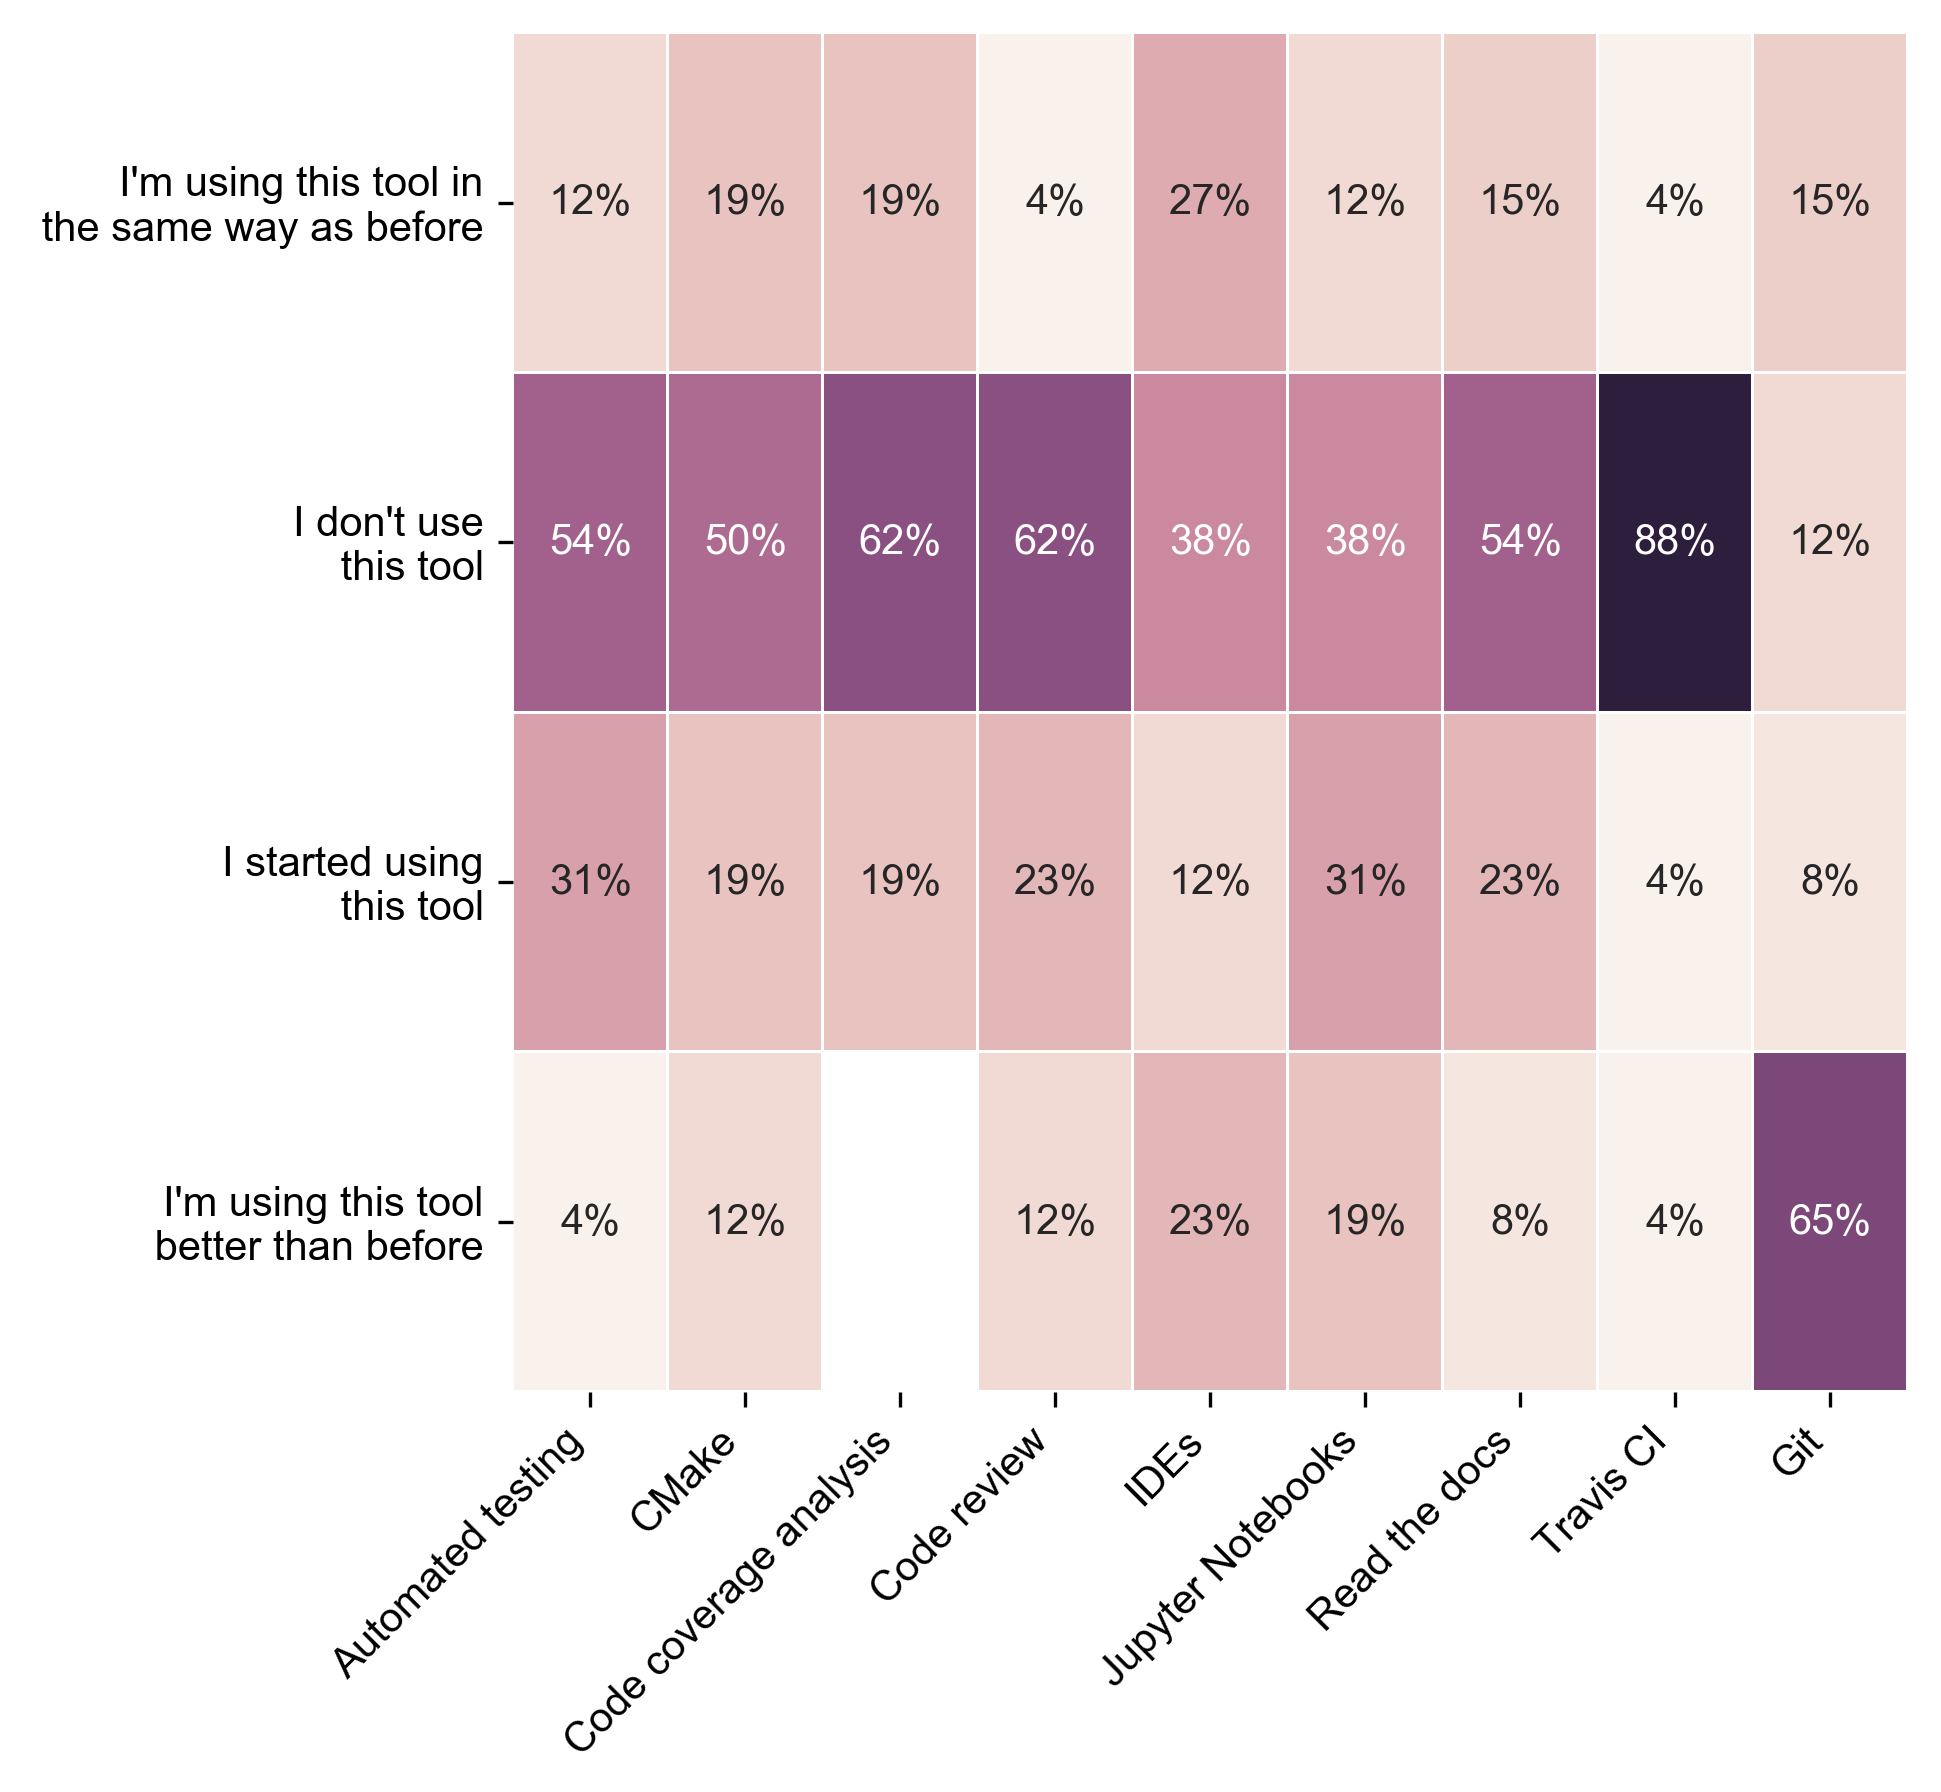 I'm using this tool in
the same way as before
12% 19% 19% 4% 27% 12% 15% 4% 15%
I don't use
this tool
54% 50% 62% 62% 38% 38% 54% 88% 12%
I started using
this tool
31% 19% 19% 23% 12% 31% 23% 4% 8%
I'm using this tool
better than before
4% 12% 12% 23% 19% 8% 4% 65%
Automated testing
CMake
Code coverage analysis
Code review
IDEs
Jupyter Notebooks
Read the docs
Travis CI
Git